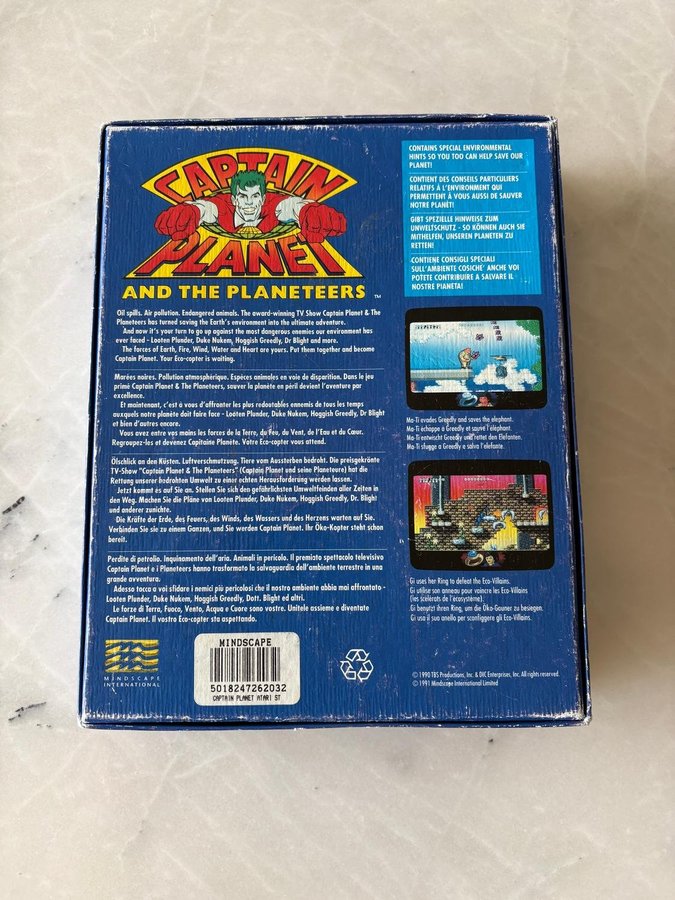 CAPTAIN
PLANET
AND THE PLANETEERS ™
Oil spills. Air pollution. Endangered animals. The award-winning TV Show Captain Planet & The
Planeteers has turned saving the Earth's environment into the ultimate adventure.
And now it's your turn to go up against the most dangerous enemies our environment has
ever faced - Looten Plunder, Duke Nukem, Hoggish Greedly, Dr Blight and more.
The forces of Earth, Fire, Wind, Water and Heart are yours. Put them together and become
Captain Planet. Your Eco-copter is waiting.
Marées noires. Pollution atmosphérique. Espèces animales en voie de disparition. Dans le jeu
primé Captain Planet & The Planeteers, sauver la planète en péril devient l'aventure par
excellence.
Et maintenant, c'est à vous d'affronter les plus redoutables ennemis de tous les temps
auxquels notre planète doit faire face - Looten Plunder, Duke Nukem, Hoggish Greedly, Dr Blight
et bien d'autres encore.
Vous avez entre vos mains les forces de la Terre, du Feu, du Vent, de l'Eau et du Cœur.
Regroupez-les et devenez Capitaine Planète. Votre Eco-copter vous attend.
Ölschlick an den Küsten. Luftverschmutzung. Tiere vom Aussterben bedroht. Die preisgekrönte
TV-Show "Captain Planet & The Planeteers" (Captain Planet und seine Planeteure) hat die
Rettung unserer bedrohten Umwelt zu einer echten Herausforderung werden lassen.
Jetzt kommt es auf Sie an. Stellen Sie sich den gefährlichsten Umweltfeinden aller Zeiten in
den Weg. Machen Sie die Pläne von Looten Plunder, Duke Nukem, Hoggish Greedly, Dr. Blight
und anderer zunichte.
Die Kräfte der Erde, des Feuers, des Winds, des Wassers und des Herzens warten auf Sie.
Verbinden Sie sie zu einem Ganzen, und Sie werden Captain Planet. Ihr Öko-Kopter steht schon
bereit.
Perdite di petrolio. Inquinamento dell'aria. Animali in pericolo. Il premiato spettacolo televisivo
Captain Planet e i Planeteers hanno trasformato la salvaguardia dell'ambiente terrestre in una
grande avventura.
Adesso tocca a voi sfidare i nemici più pericolosi che il nostro ambiente abbia mai affrontato -
Looten Plunder, Duke Nukem, Hoggish Greedly, Dott. Blight ed altri.
Le forze di Terra, Fuoco, Vento, Acqua e Cuore sono vostre. Unitele assieme e diventate
Captain Planet. Il vostro Eco-copter sta aspettando.
MINDSCAPE
INTERNATIONAL
MINDSCAPE
5018247262032
CAPTAIN PLANET ATARI ST
CONTAINS SPECIAL ENVIRONMENTAL
HINTS SO YOU TOO CAN HELP SAVE OUR
PLANET!
CONTIENT DES CONSEILS PARTICULIERS
RELATIFS À L'ENVIRONMENT QUI
PERMETTENT À VOUS AUSSI DE SAUVER
NOTRE PLANÈT!
GIBT SPEZIELLE HINWEISE ZUM
UMWELTSCHUTZ - SO KÖNNEN AUCH SIE
MITHELFEN, UNSEREN PLANETEN ZU
RETTEN!
CONTIENE CONSIGLI SPECIALI
SULL'AMBIENTE COSICHE' ANCHE VOI
POTETE CONTRIBUIRE A SALVARE IL
NOSTRE PIANETA!
Ma-Ti evades Greedly and saves the elephant.
Ma-Ti échappe à Greedly et sauve l'éléphant.
Ma-Ti entwischt Greedly und rettet den Elefanten.
Ma-Ti sfugge a Greedly e salva l'elefante.
Gi uses her Ring to defeat the Eco-Villains.
Gi utilise son anneau pour vaincre les Eco-Villains
(les scélérats de l'écosystème).
Gi benutzt ihren Ring, um die Öko-Gauner zu besiegen.
Gi usa il suo anello per sconfiggere gli Eco-Villains.
© 1990 TBS Productions, Inc. & DIC Enterprises, Inc. All rights reserved.
© 1991 Mindscape International Limited